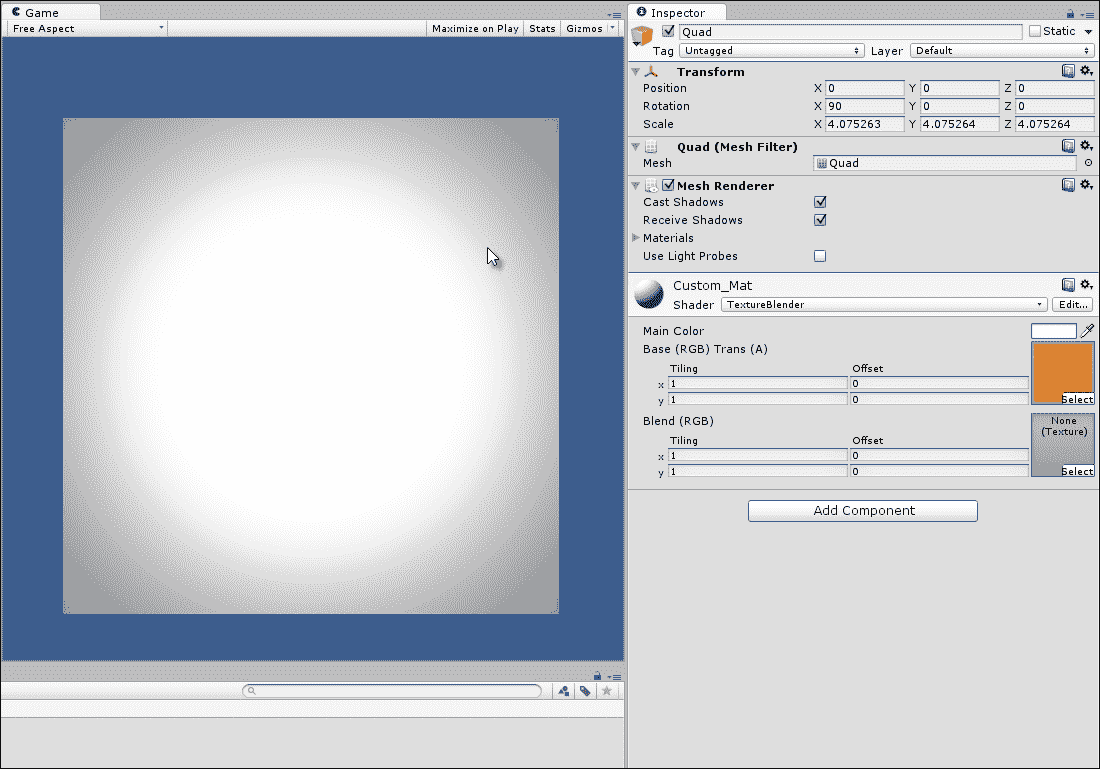 Game
Free Aspect
Maximize on Play
Stats
Gizmos
Inspector
Quad
Static
Tag
Untagged
Layer
Default
Transform
Position
X 0
Y 0
Z 0
Rotation
X 90
Y 0
Z 0
Scale
X 4.075263
Y 4.075264
Z 4.075264
Quad (Mesh Filter)
Mesh
Quad
Mesh Renderer
Cast Shadows
Receive Shadows
Materials
Use Light Probes
Custom_Mat
Shader
TextureBlender
Edit...
Main Color
Base (RGB) Trans (A)
Tiling
Offset
x 1
0
y 1
0
Select
Blend (RGB)
None
(Texture)
Tiling
Offset
x 1
0
y 1
0
Select
Add Component